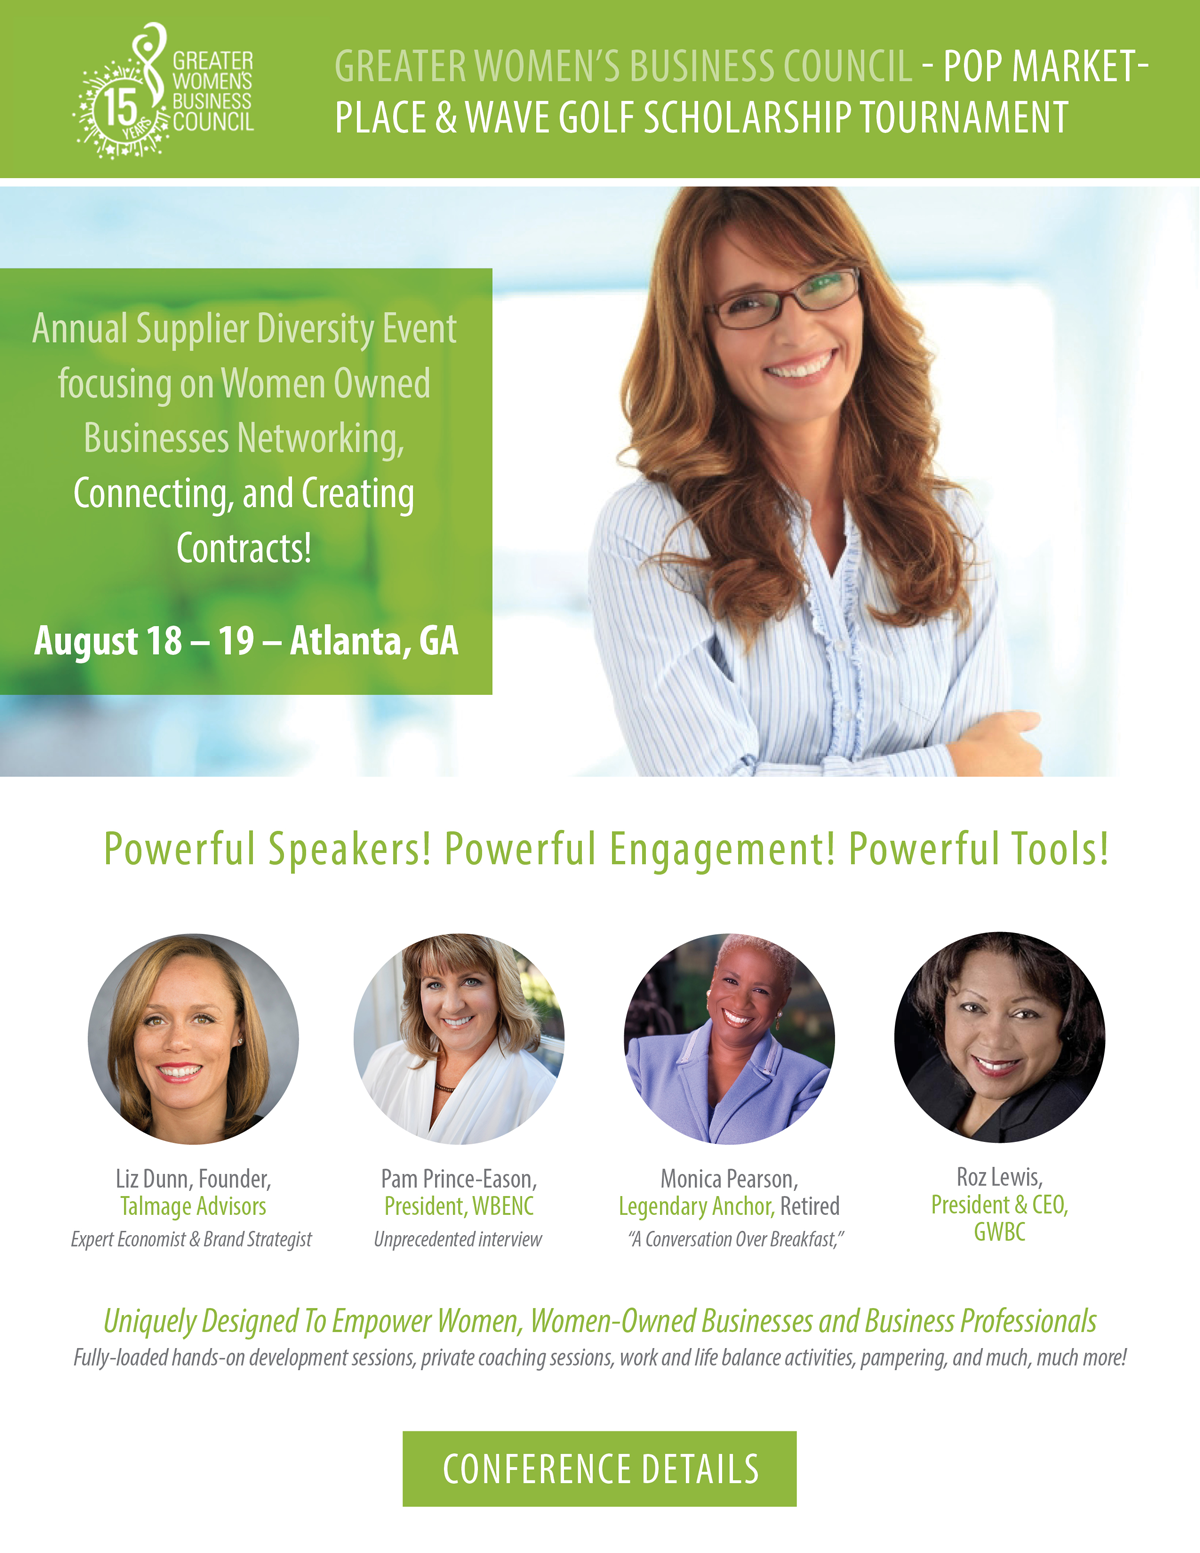 15
YEARS
GREATER
WOMEN'S
BUSINESS
COUNCIL
GREATER WOMEN'S BUSINESS COUNCIL - POP MARKET-
PLACE & WAVE GOLF SCHOLARSHIP TOURNAMENT
Annual Supplier Diversity Event
focusing on Women Owned
Businesses Networking,
Connecting, and Creating
Contracts!
August 18 – 19 – Atlanta, GA
Powerful Speakers! Powerful Engagement! Powerful Tools!
Liz Dunn, Founder,
Talmage Advisors
Expert Economist & Brand Strategist
Pam Prince-Eason,
President, WBENC
Unprecedented interview
Monica Pearson,
Legendary Anchor, Retired
“A Conversation Over Breakfast,”
Roz Lewis,
President & CEO,
GWBC
Uniquely Designed To Empower Women, Women-Owned Businesses and Business Professionals
Fully-loaded hands-on development sessions, private coaching sessions, work and life balance activities, pampering, and much, much more!
CONFERENCE DETAILS